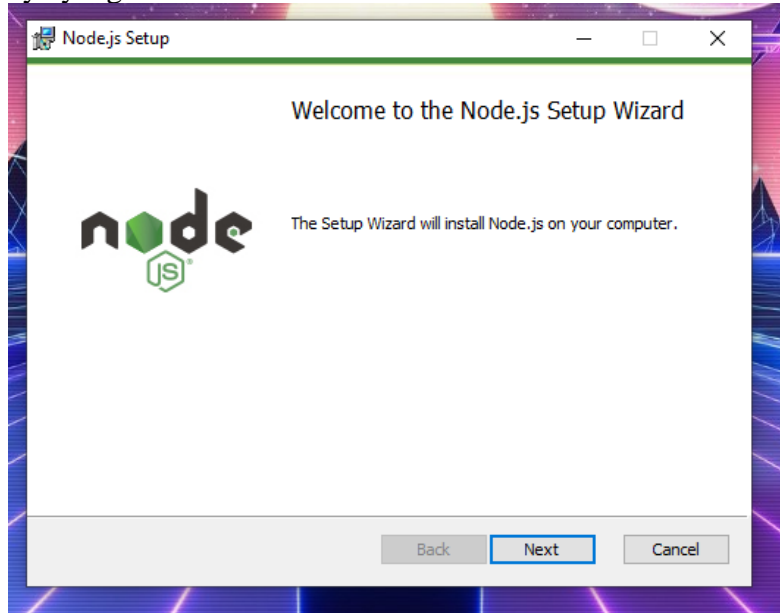 Node.js Setup
Welcome to the Node.js Setup Wizard
node
JS
The Setup Wizard will install Node.js on your computer.
Back
Next
Cancel